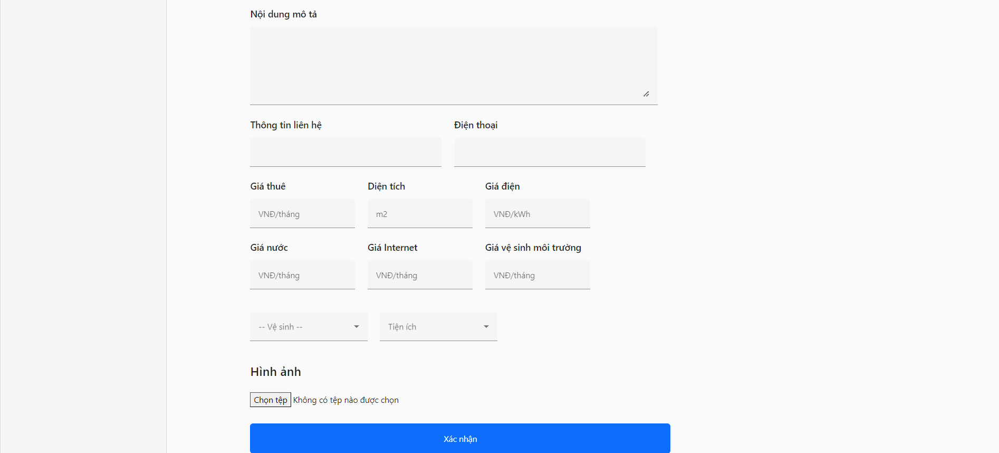 Nội dung mô tả
Thông tin liên hệ
Điện thoại
Giá thuê
Diện tích
Giá điện
VNĐ/tháng
m2
VNĐ/kWh
Giá nước
Giá Internet
Giá vệ sinh môi trường
VNĐ/tháng
VNĐ/tháng
VNĐ/tháng
-- Vệ sinh --
Tiện ích
Hình ảnh
Chọn tệp Không có tệp nào được chọn
Xác nhận